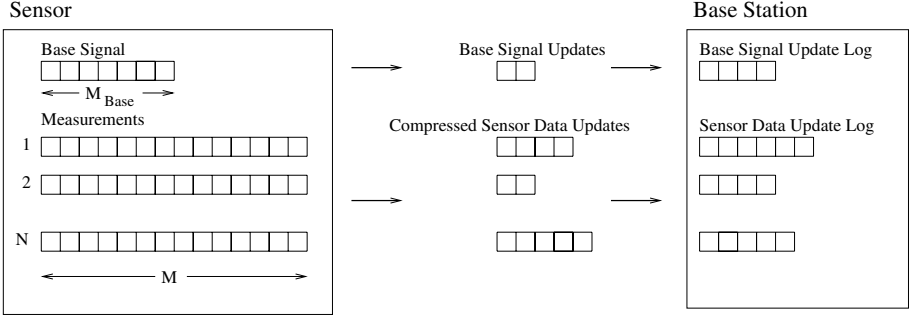 Sensor
Base Station
Base Signal
Base Signal Updates
Base Signal Update Log
M Base
Measurements
Compressed Sensor Data Updates
Sensor Data Update Log
1
2
N
M